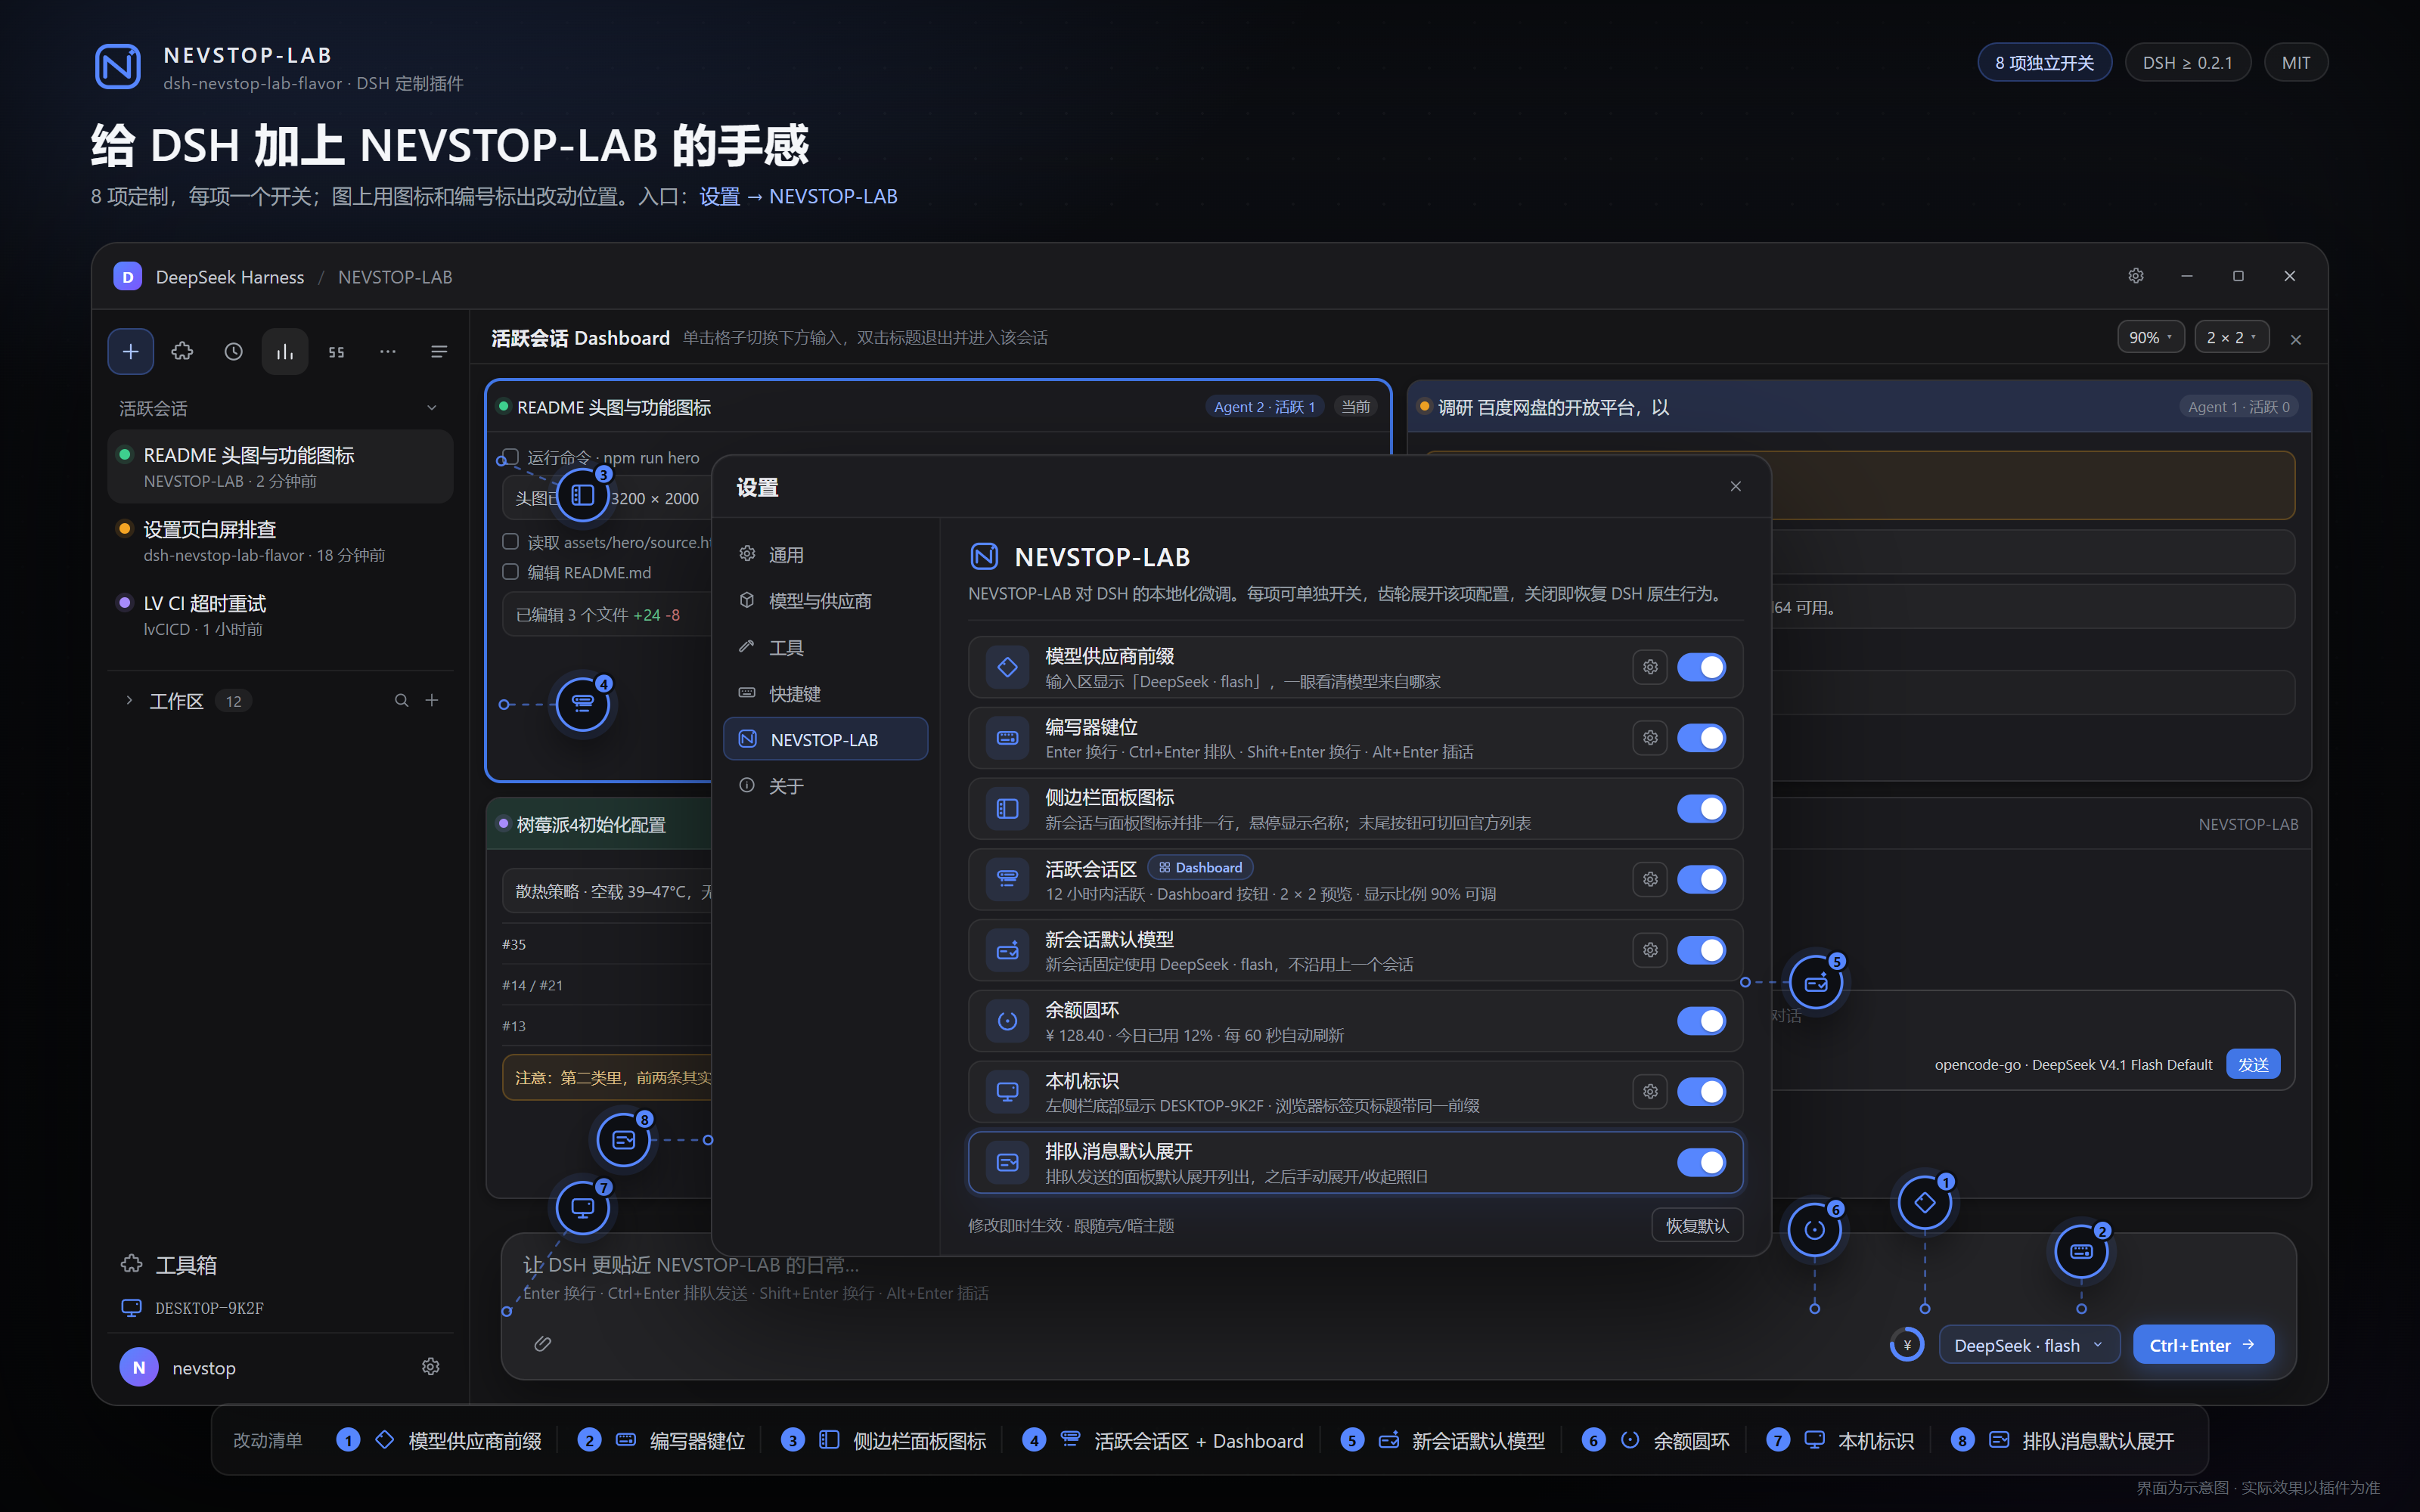 NEVSTOP-LAB
dsh-nevstop-lab-flavor · DSH 定制插件
8 项独立开关
DSH ≥ 0.2.1
MIT
给 DSH 加上 NEVSTOP-LAB 的手感
8 项定制，每项一个开关；图上用图标和编号标出改动位置。入口：设置 → NEVSTOP-LAB
D DeepSeek Harness / NEVSTOP-LAB
活跃会话
README 头图与功能图标
NEVSTOP-LAB · 2 分钟前
设置页白屏排查
dsh-nevstop-lab-flavor · 18 分钟前
LV CI 超时重试
lvCICD · 1 小时前
工作区 12
工具箱
DESKTOP-9K2F
N nevstop
活跃会话 Dashboard 单击格子切换下方输入，双击标题退出并进入该会话
90%
2 × 2
README 头图与功能图标
Agent 2 · 活跃 1
当前
运行命令 · npm run hero
头图已
3200 × 2000
读取 assets/hero/source.h
编辑 README.md
已编辑 3 个文件 +24 -8
3
4
调研 百度网盘的开放平台，以
Agent 1 · 活跃 0
64 可用。
树莓派4初始化配置
散热策略 · 空载 39–47°C，
#35
#14 / #21
#13
注意：第二类里，前两条其实
8
7
NEVSTOP-LAB
5
对话
opencode-go · DeepSeek V4.1 Flash Default
发送
设置
通用
模型与供应商
工具
快捷键
NEVSTOP-LAB
关于
NEVSTOP-LAB
NEVSTOP-LAB 对 DSH 的本地化微调。每项可单独开关，齿轮展开该项配置，关闭即恢复 DSH 原生行为。
模型供应商前缀
输入区显示「DeepSeek · flash」，一眼看清模型来自哪家
编写器键位
Enter 换行 · Ctrl+Enter 排队 · Shift+Enter 换行 · Alt+Enter 插话
侧边栏面板图标
新会话与面板图标并排一行，悬停显示名称；末尾按钮可切回官方列表
活跃会话区 Dashboard
12 小时内活跃 · Dashboard 按钮 · 2 × 2 预览 · 显示比例 90% 可调
新会话默认模型
新会话固定使用 DeepSeek · flash，不沿用上一个会话
余额圆环
¥ 128.40 · 今日已用 12% · 每 60 秒自动刷新
本机标识
左侧栏底部显示 DESKTOP-9K2F · 浏览器标签页标题带同一前缀
排队消息默认展开
排队发送的面板默认展开列出，之后手动展开/收起照旧
修改即时生效 · 跟随亮/暗主题
恢复默认
6
1
2
让 DSH 更贴近 NEVSTOP-LAB 的日常...
Enter 换行 · Ctrl+Enter 排队发送 · Shift+Enter 换行 · Alt+Enter 插话
¥
DeepSeek · flash
Ctrl+Enter →
改动清单 1 模型供应商前缀 2 编写器键位 3 侧边栏面板图标 4 活跃会话区 + Dashboard 5 新会话默认模型 6 余额圆环 7 本机标识 8 排队消息默认展开
界面为示意图 · 实际效果以插件为准